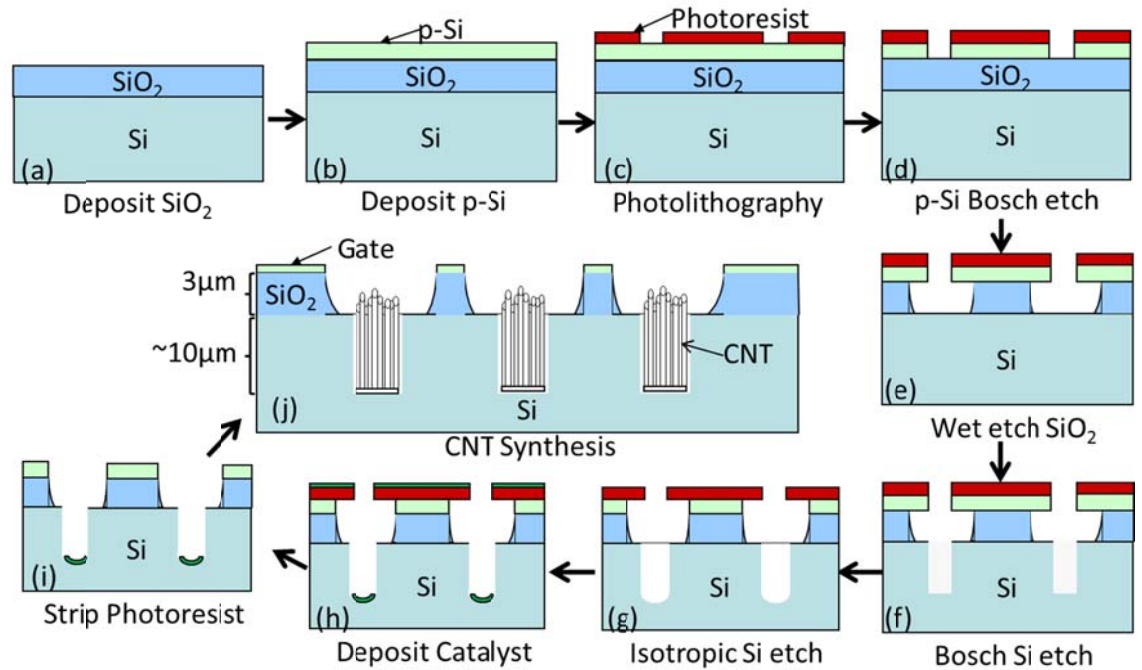 SiO2
Si
(a)
Deposit SiO2
p-Si
SiO2
Si
(b)
Deposit p-Si
Photoresist
SiO2
Si
(c)
Photolithography
SiO2
Si
(d)
p-Si Bosch etch
Si
(e)
Wet etch SiO2
Si
(f)
Bosch Si etch
Si
(g)
Isotropic Si etch
Si
(h)
Deposit Catalyst
Si
(i)
Strip Photoresist
Gate
3μm
SiO2
~10μm
CNT
Si
(j)
CNT Synthesis